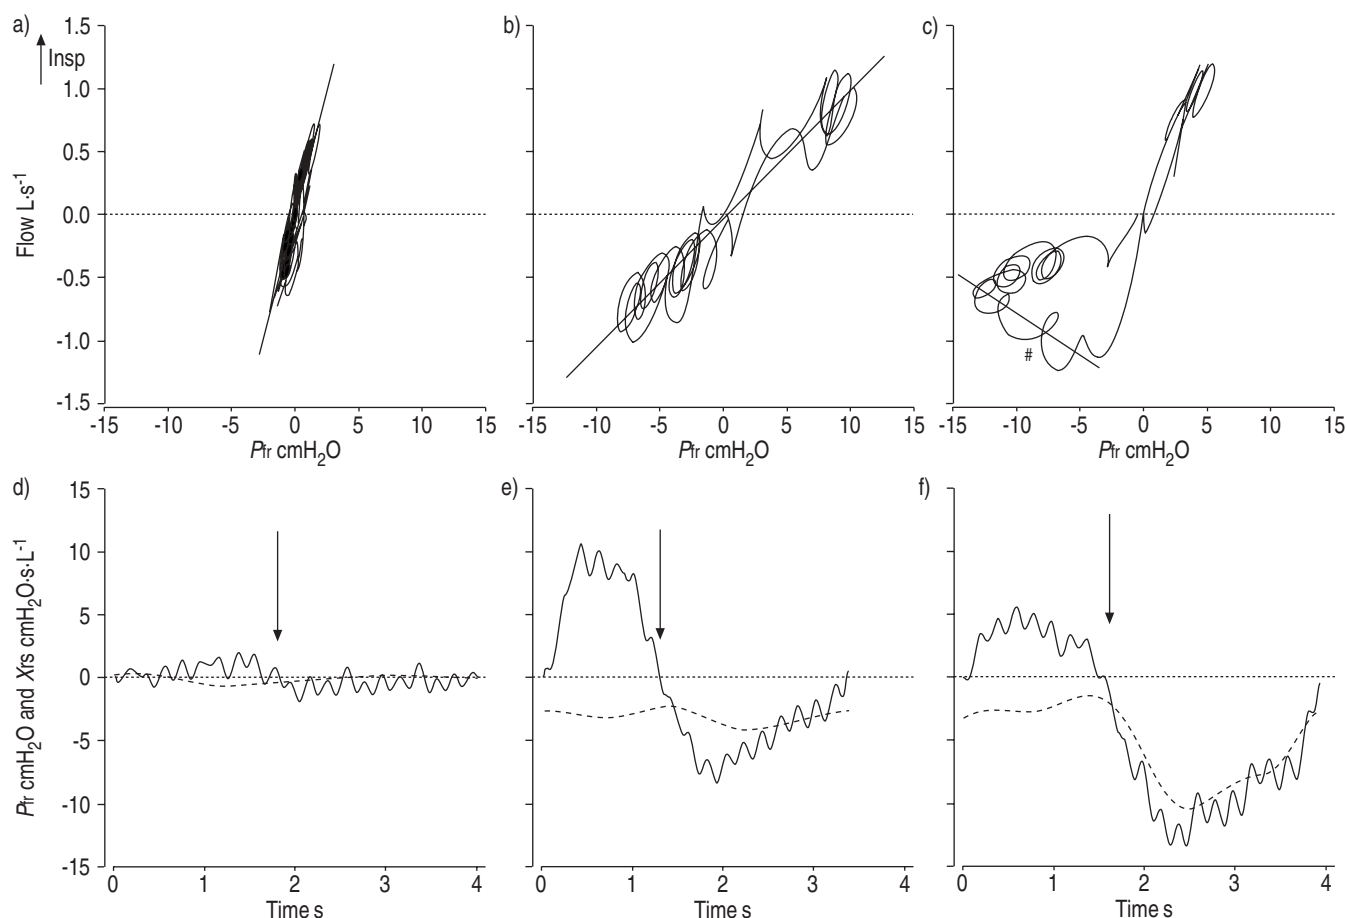 a)
Insp
1.5
1.0
0.5
0.0
-0.5
-1.0
-1.5
Flow L·s⁻¹
-15 -10 -5 0 5 10 15
Pfr cmH₂O
b)
-15 -10 -5 0 5 10 15
Pfr cmH₂O
c)
#
-15 -10 -5 0 5 10 15
Pfr cmH₂O
d)
15
10
5
0
-5
-10
-15
Pfr cmH₂O and Xrs cmH₂O·s·L⁻¹
0 1 2 3 4
Time s
e)
0 1 2 3 4
Time s
f)
0 1 2 3 4
Time s